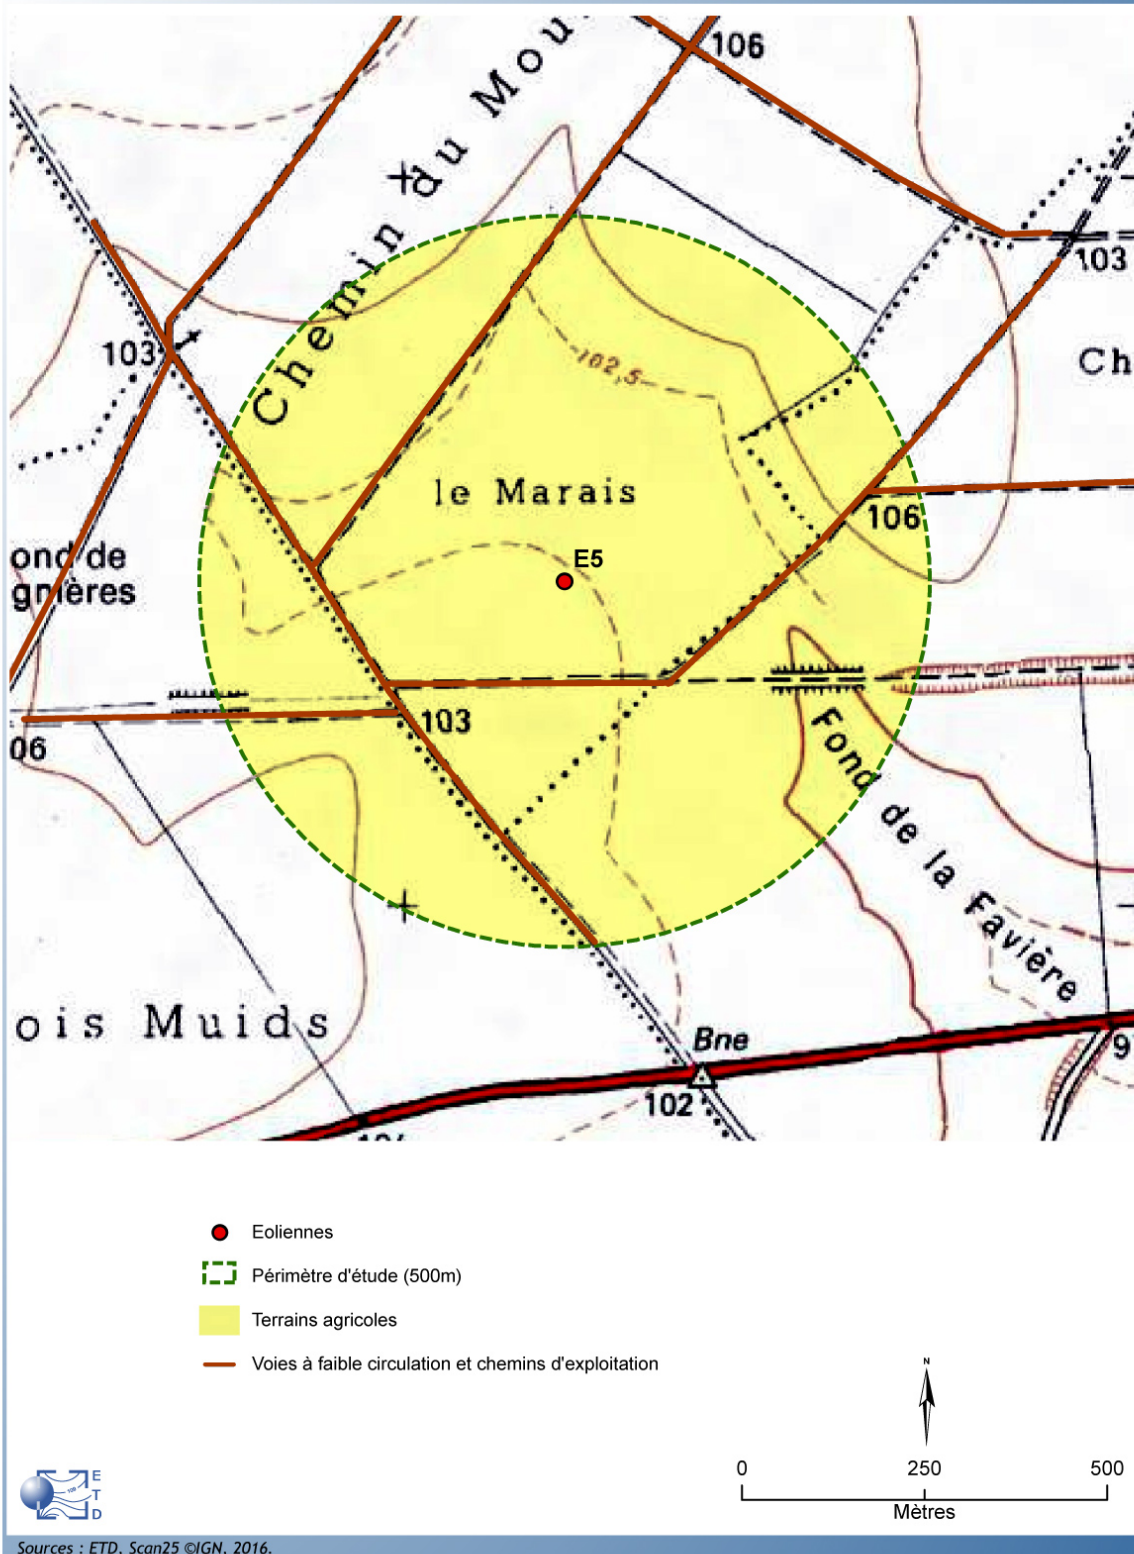 106
Chemin du Mou
103
103
Ch
102,5
le Marais
106
E5
ond de
gnières
103
06
Fond de la Favière
ois Muids
Bne
102
9
Eoliennes
Périmètre d'étude (500m)
Terrains agricoles
Voies à faible circulation et chemins d'exploitation
N
0 250 500
Mètres
E
T
D
Sources : ETD, Scan25 ©IGN, 2016.